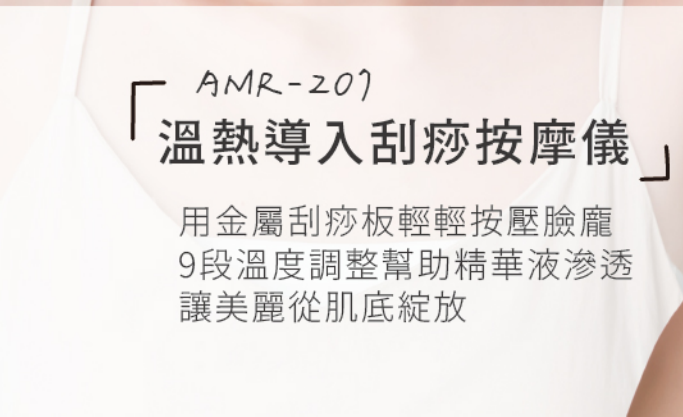 AMR-207
「溫熱導入刮痧按摩儀」
用金屬刮痧板輕輕按壓臉龐
9段溫度調整幫助精華液滲透
讓美麗從肌底綻放